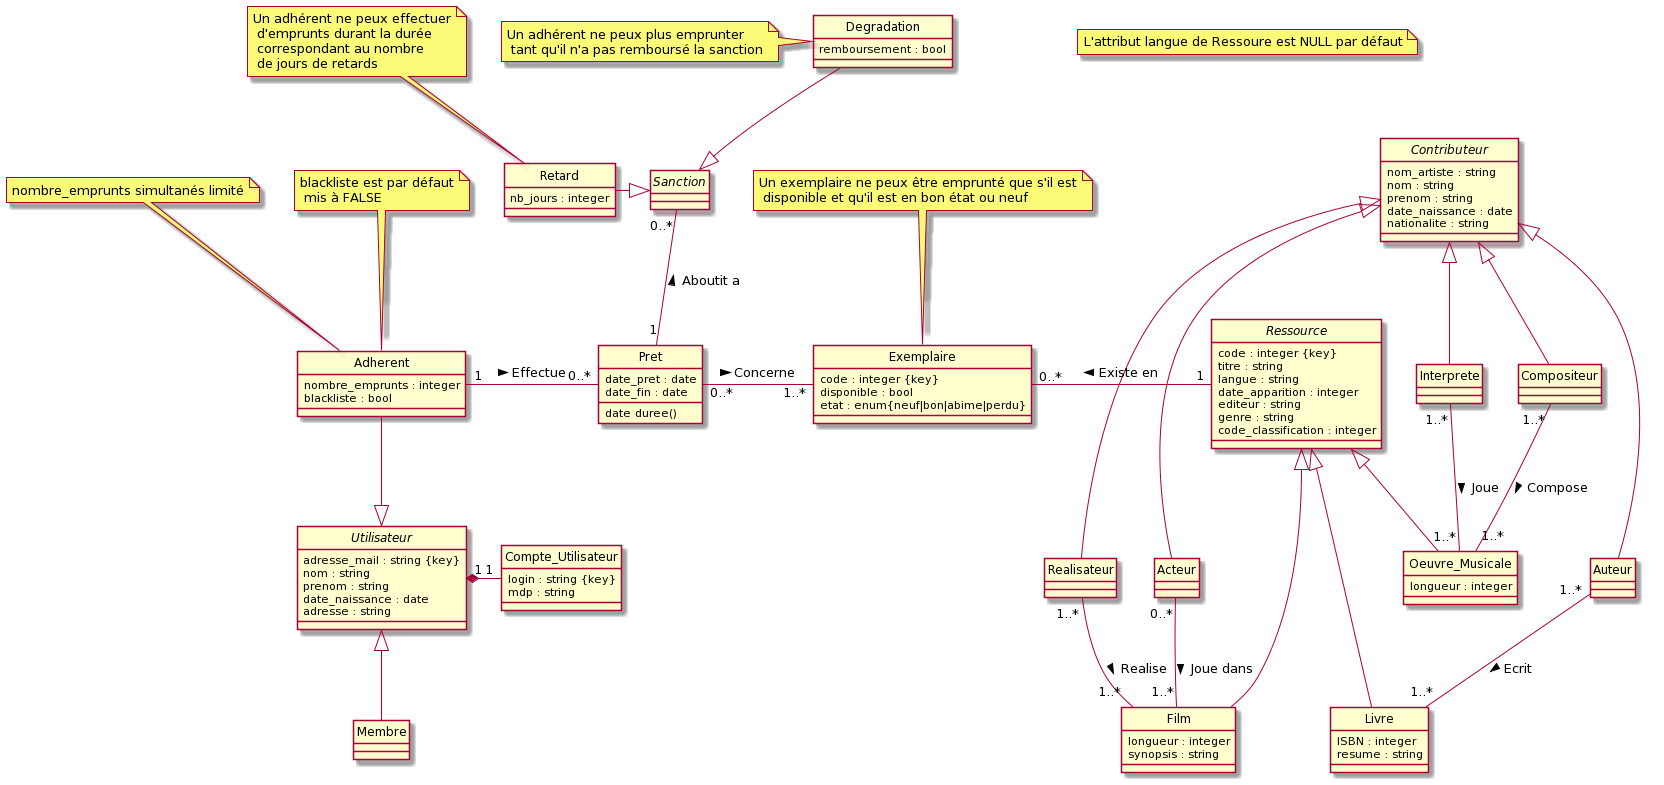 Un adhérent ne peux effectuer
d'emprunts durant la durée
correspondant au nombre
de jours de retards
Un adhérent ne peux plus emprunter
tant qu'il n'a pas remboursé la sanction
Degradation
remboursement : bool
L'attribut langue de Ressoure est NULL par défaut
nombre_emprunts simultanés limité
blackliste est par défaut
mis à FALSE
Retard
nb_jours : integer
Sanction
0..*
Aboutit a
1
Un exemplaire ne peux être emprunté que s'il est
disponible et qu'il est en bon état ou neuf
Contributeur
nom_artiste : string
nom : string
prenom : string
date_naissance : date
nationalite : string
Adherent
nombre_emprunts : integer
blackliste : bool
1
Effectue
0..*
Pret
date_pret : date
date_fin : date
date duree()
0..*
Concerne
1..*
Exemplaire
code : integer {key}
disponible : bool
etat : enum{neuf|bon|abime|perdu}
0..*
Existe en
1
Ressource
code : integer {key}
titre : string
langue : string
date_apparition : integer
editeur : string
genre : string
code_classification : integer
Interprete
1..*
Joue
1..*
Compositeur
1..*
Compose
1..*
Utilisateur
adresse_mail : string {key}
nom : string
prenom : string
date_naissance : date
adresse : string
1
1
Compte_Utilisateur
login : string {key}
mdp : string
Realisateur
1..*
Realise
1..*
Acteur
0..*
Joue dans
1..*
Oeuvre_Musicale
longueur : integer
Auteur
1..*
Ecrit
1..*
Membre
Film
longueur : integer
synopsis : string
Livre
ISBN : integer
resume : string